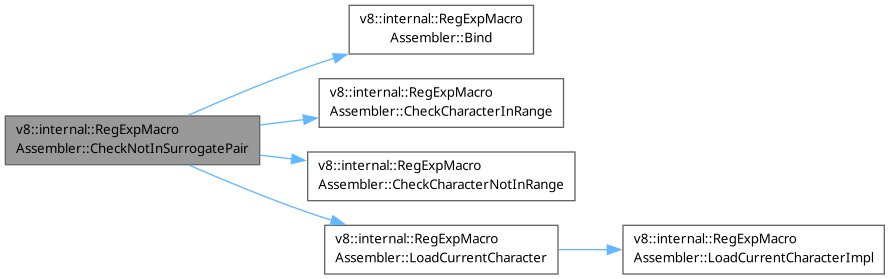 v8::internal::RegExpMacro
Assembler::CheckNotInSurrogatePair
v8::internal::RegExpMacro
Assembler::Bind
v8::internal::RegExpMacro
Assembler::CheckCharacterInRange
v8::internal::RegExpMacro
Assembler::CheckCharacterNotInRange
v8::internal::RegExpMacro
Assembler::LoadCurrentCharacter
v8::internal::RegExpMacro
Assembler::LoadCurrentCharacterImpl